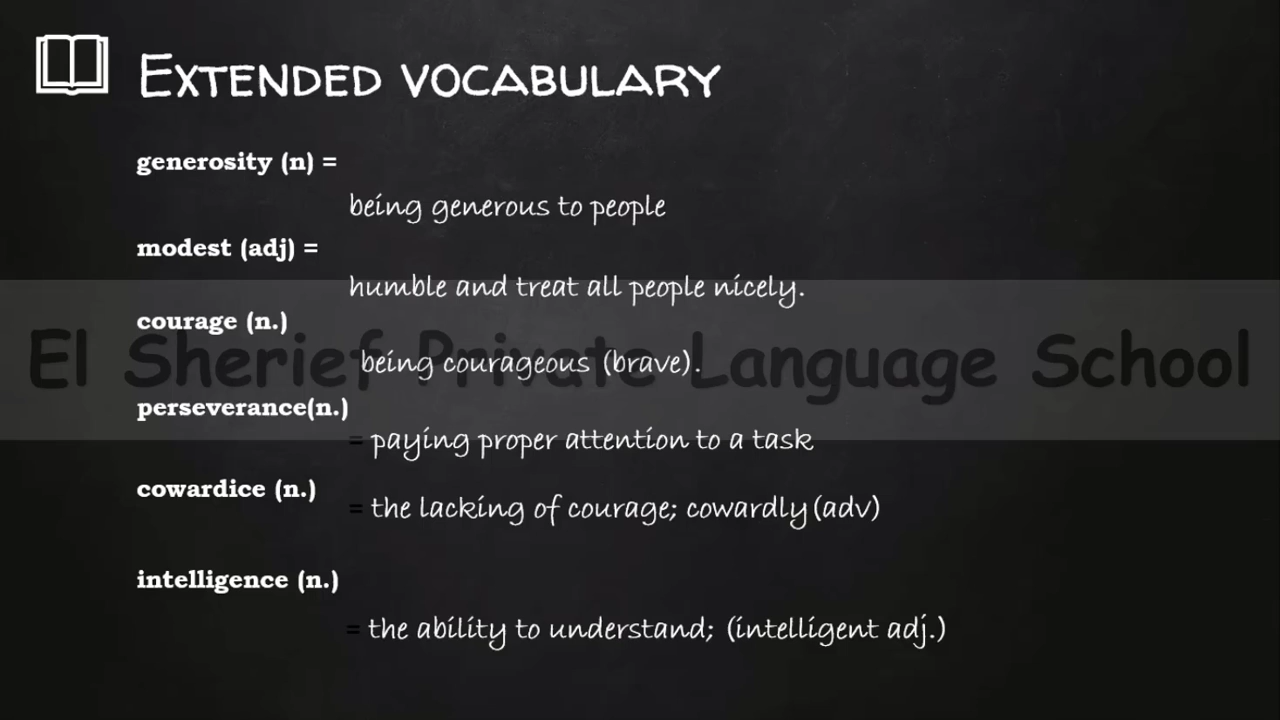 Extended vocabulary
generosity (n) =
being generous to people
modest (adj) =
humble and treat all people nicely.
courage (n.)
El Sherief Private Language School
being courageous (brave).
perseverance(n.)
= paying proper attention to a task
cowardice (n.)
= the lacking of courage; cowardly (adv)
intelligence (n.)
= the ability to understand; (intelligent adj.)